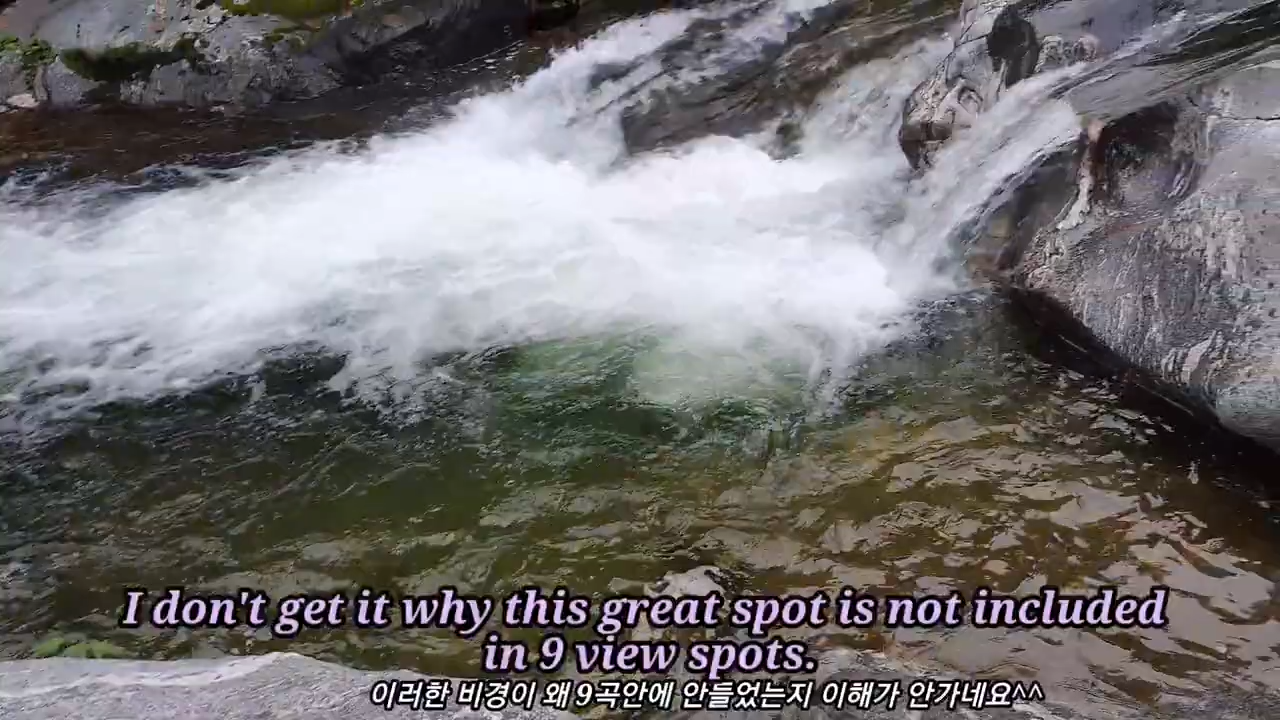 I don't get it why this great spot is not included
in 9 view spots.
이러한 비경이 왜 9곡안에 안들었는지 이해가 안가네요^^